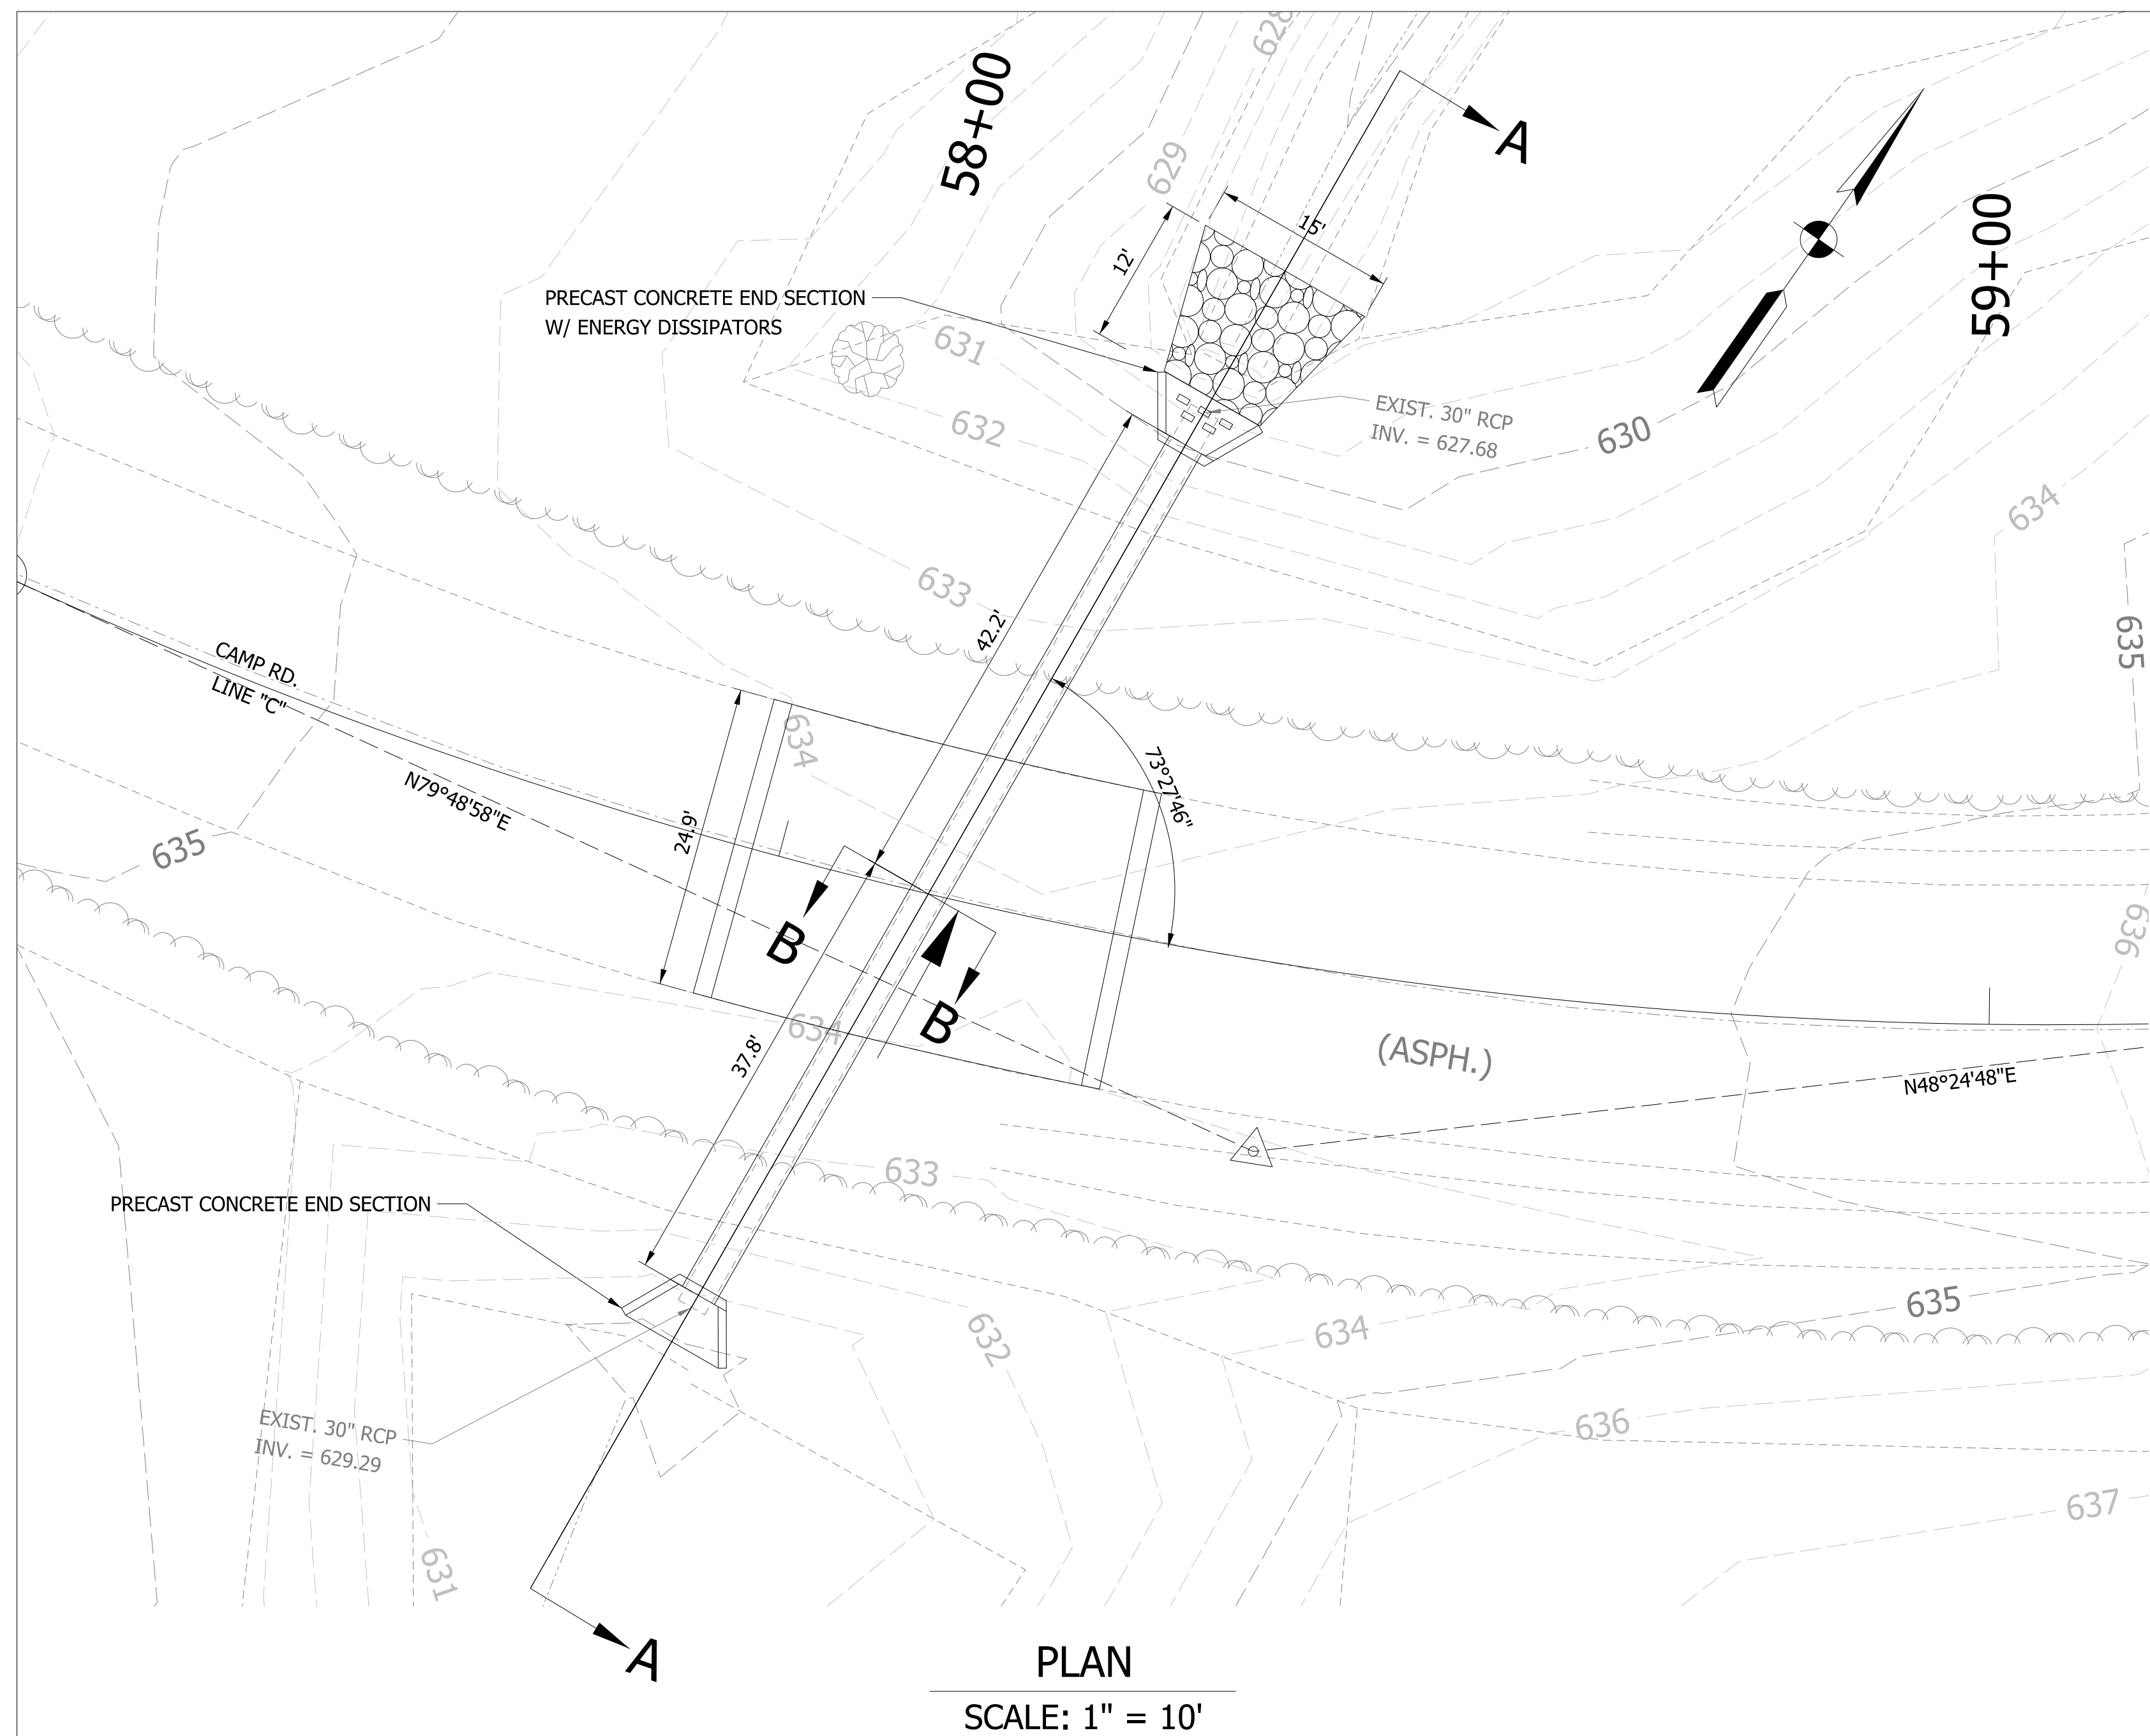 628
58+00
A
629
59+00
15'
12'
PRECAST CONCRETE END SECTION
W/ ENERGY DISSIPATORS
631
632
EXIST. 30" RCP
INV. = 627.68
630
634
633
42.2'
635
CAMP RD.
LINE "C"
634
73°27'46"
N79°48'58"E
24.9'
635
B
636
B
634
37.8'
(ASPH.)
N48°24'48"E
633
PRECAST CONCRETE END SECTION
632
634
635
EXIST. 30" RCP
INV. = 629.29
636
637
631
A
PLAN
SCALE: 1" = 10'